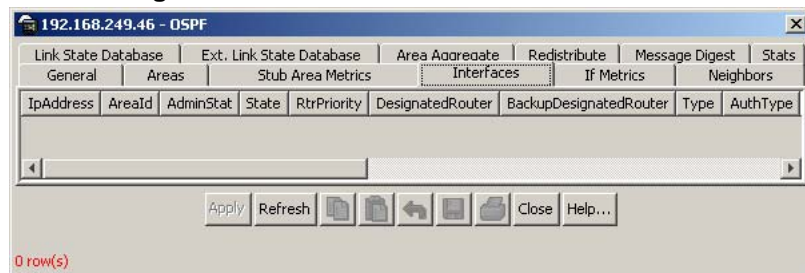 192.168.249.46 - OSPF
Link State Database Ext. Link State Database Area Aggregate Redistribute Message Digest Stats
General Areas Stub Area Metrics Interfaces If Metrics Neighbors
IpAddress AreaId AdminStat State RtrPriority DesignatedRouter BackupDesignatedRouter Type AuthType
Apply Refresh Close Help...
0 row(s)